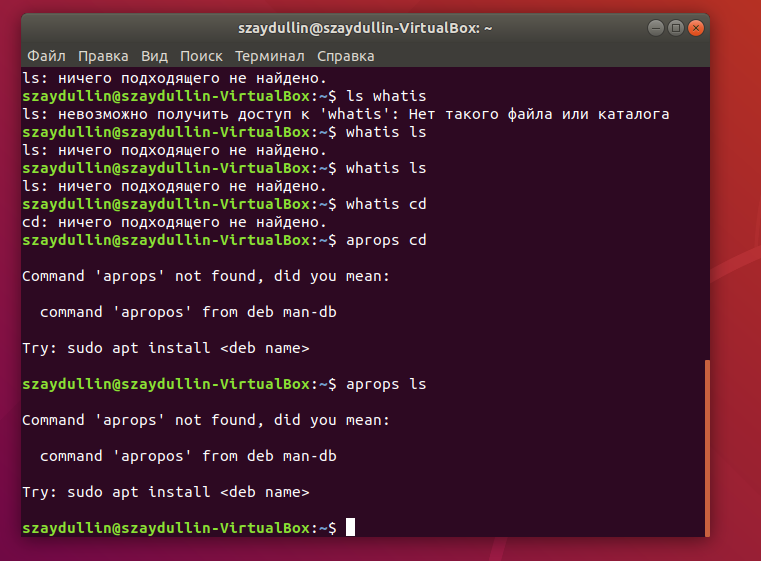 szaydullin@szaydullin-VirtualBox: ~
Файл Правка Вид Поиск Терминал Справка
ls: ничего подходящего не найдено.
szaydullin@szaydullin-VirtualBox:~$ ls whatis
ls: невозможно получить доступ к 'whatis': Нет такого файла или каталога
szaydullin@szaydullin-VirtualBox:~$ whatis ls
ls: ничего подходящего не найдено.
szaydullin@szaydullin-VirtualBox:~$ whatis ls
ls: ничего подходящего не найдено.
szaydullin@szaydullin-VirtualBox:~$ whatis cd
cd: ничего подходящего не найдено.
szaydullin@szaydullin-VirtualBox:~$ aprops cd
Command 'aprops' not found, did you mean:
command 'apropos' from deb man-db
Try: sudo apt install <deb name>
szaydullin@szaydullin-VirtualBox:~$ aprops ls
Command 'aprops' not found, did you mean:
command 'apropos' from deb man-db
Try: sudo apt install <deb name>
szaydullin@szaydullin-VirtualBox:~$